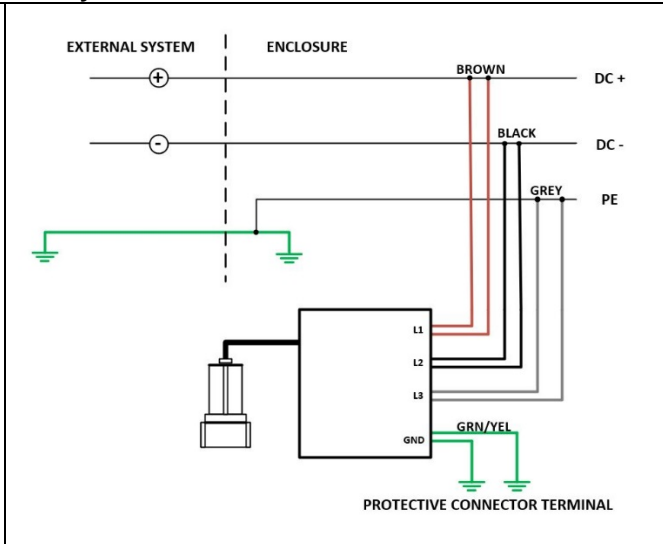 EXTERNAL SYSTEM
ENCLOSURE
BROWN
+
DC +
BLACK
-
DC -
GREY
PE
L1
L2
L3
GRN/YEL
GND
PROTECTIVE CONNECTOR TERMINAL